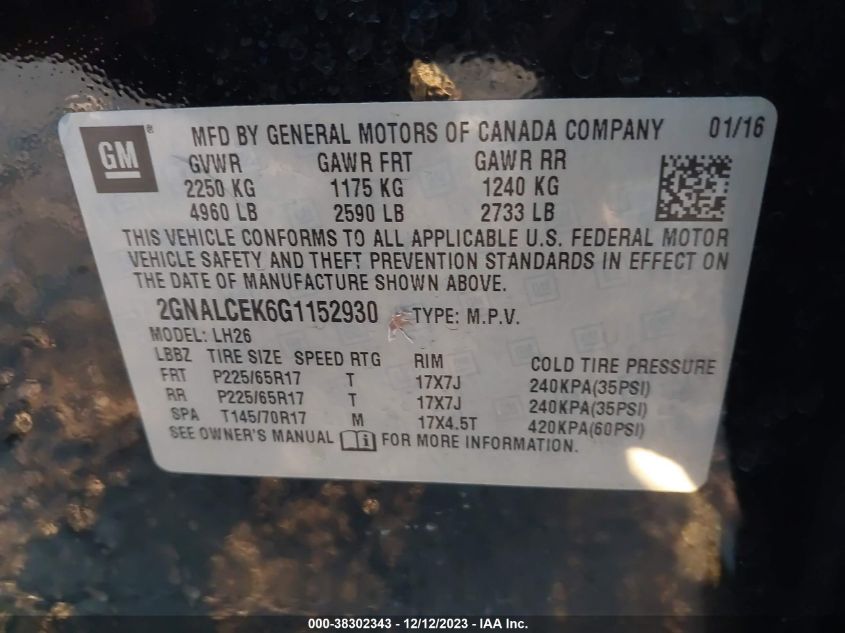 GM ® MFD BY GENERAL MOTORS OF CANADA COMPANY 01/16
GVWR GAWR FRT GAWR RR
2250 KG 1175 KG 1240 KG
4960 LB 2590 LB 2733 LB
THIS VEHICLE CONFORMS TO ALL APPLICABLE U.S. FEDERAL MOTOR
VEHICLE SAFETY AND THEFT PREVENTION STANDARDS IN EFFECT ON
THE DATE OF MANUFACTURE SHOWN ABOVE.
2GNALCEK6G1152930 TYPE: M.P.V.
MODEL: LH26
LBBZ TIRE SIZE SPEED RTG RIM COLD TIRE PRESSURE
FRT P225/65R17 T 17X7J 240KPA(35PSI)
RR P225/65R17 T 17X7J 240KPA(35PSI)
SPA T145/70R17 M 17X4.5T 420KPA(60PSI)
SEE OWNER'S MANUAL FOR MORE INFORMATION.
000-38302343 - 12/12/2023 - IAA Inc.